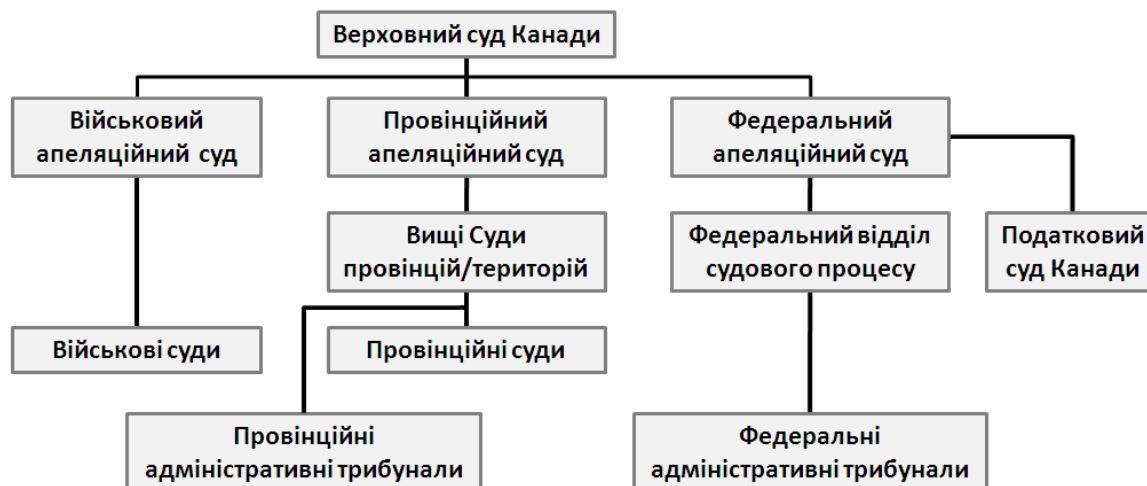 Верховний суд Канади
Військовий
апеляційний суд
Провінційний
апеляційний суд
Федеральний
апеляційний суд
Вищі Суди
провінцій/територій
Федеральний відділ
судового процесу
Податковий
суд Канади
Військові суди
Провінційні суди
Провінційні
адміністративні трибунали
Федеральні
адміністративні трибунали